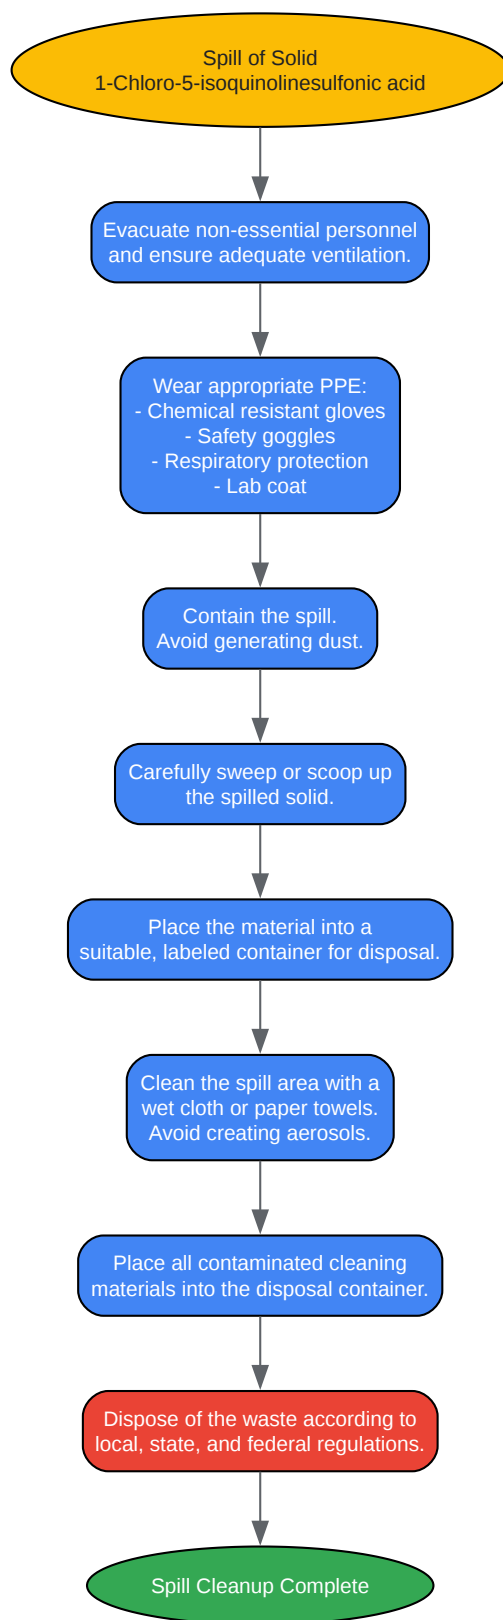 Spill of Solid
1-Chloro-5-isoquinolinesulfonic acid
Evacuate non-essential personnel
and ensure adequate ventilation.
Wear appropriate PPE:
- Chemical resistant gloves
- Safety goggles
- Respiratory protection
- Lab coat
Contain the spill.
Avoid generating dust.
Carefully sweep or scoop up
the spilled solid.
Place the material into a
suitable, labeled container for disposal.
Clean the spill area with a
wet cloth or paper towels.
Avoid creating aerosols.
Place all contaminated cleaning
materials into the disposal container.
Dispose of the waste according to
local, state, and federal regulations.
Spill Cleanup Complete